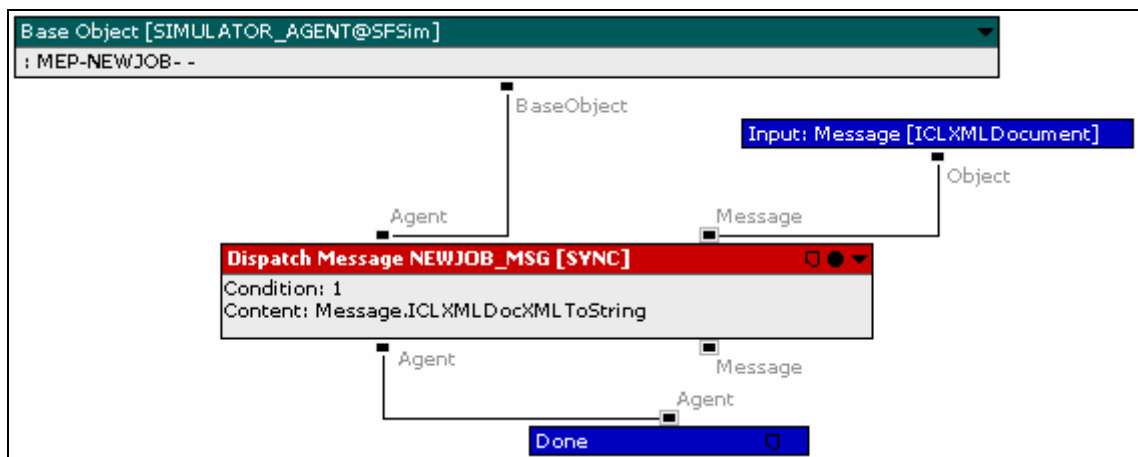 Base Object [SIMULATOR_AGENT@SFSim]
: MEP-NEWJOB- -
BaseObject
Input: Message [ICLXMLDocument]
Object
Agent
Message
Dispatch Message NEWJOB_MSG [SYNC]
Condition: 1
Content: Message.ICLXMLDocXMLToString
Agent
Message
Agent
Done